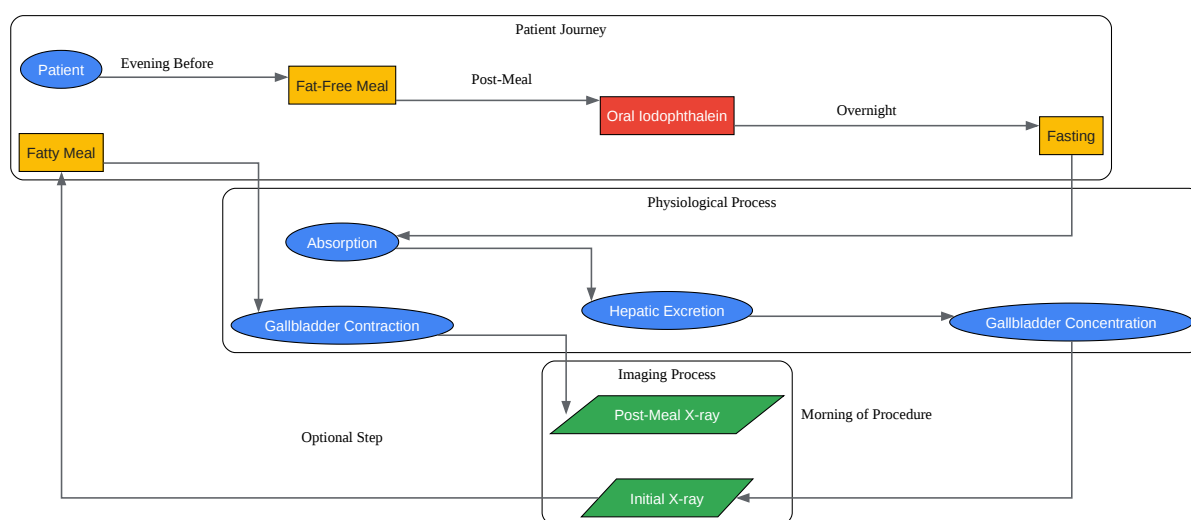 Patient Journey
Patient
Evening Before
Fat-Free Meal
Post-Meal
Oral Iodophthalein
Overnight
Fasting
Fatty Meal
Physiological Process
Absorption
Hepatic Excretion
Gallbladder Contraction
Gallbladder Concentration
Imaging Process
Post-Meal X-ray
Morning of Procedure
Optional Step
Initial X-ray